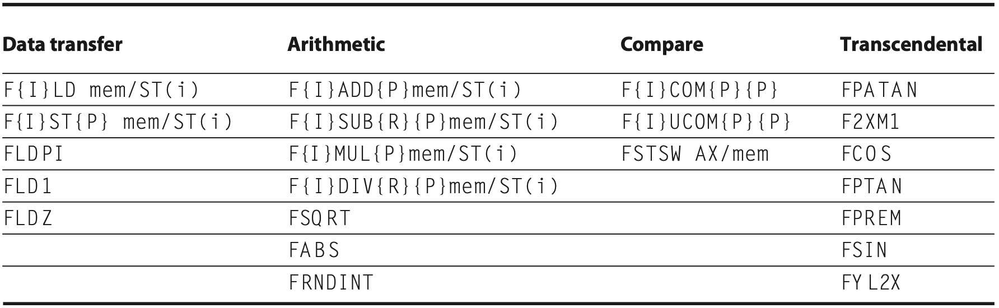 Data transfer Arithmetic Compare Transcendental
F{I}LD mem/ST(i) F{I}ADD{P}mem/ST(i) F{I}COM{P}{P} FPATAN
F{I}ST{P} mem/ST(i) F{I}SUB{R}{P}mem/ST(i) F{I}UCOM{P}{P} F2XM1
FLDPI F{I}MUL{P}mem/ST(i) FSTSW AX/mem FCOS
FLD1 F{I}DIV{R}{P}mem/ST(i) FPTAN
FLDZ FSQRT FPREM
FABS FSIN
FRNDINT FYL2X